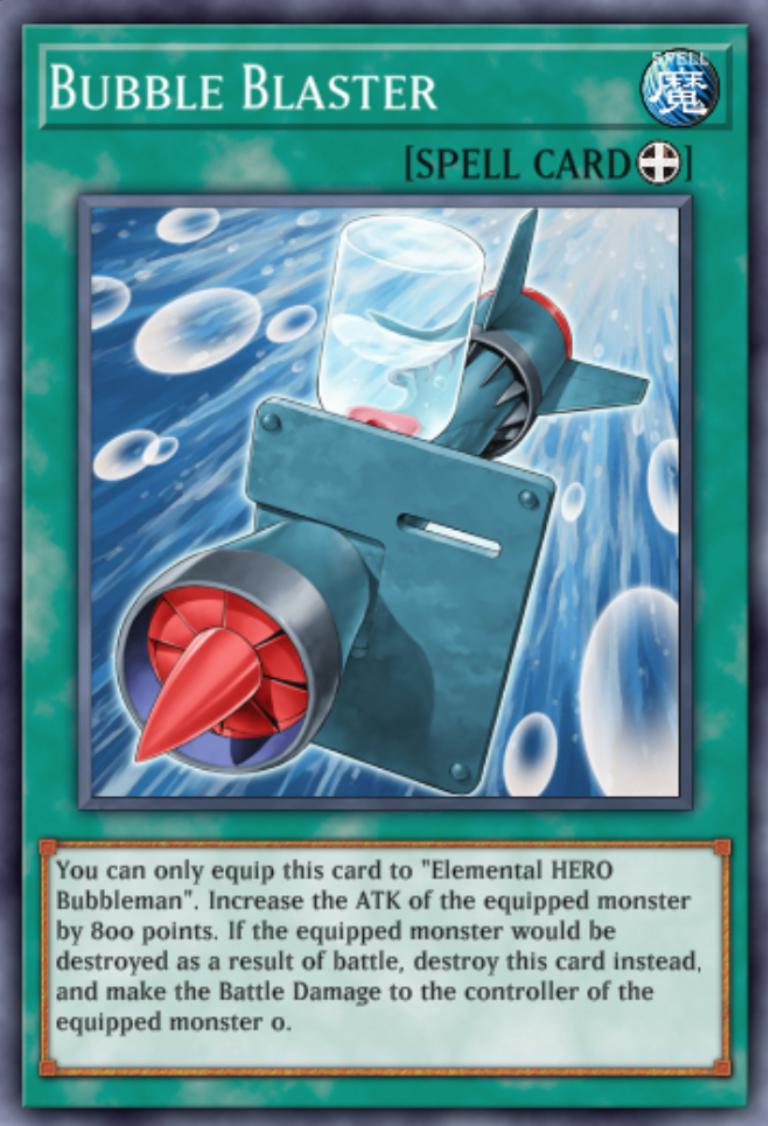 BUBBLE BLASTER
SPELL
魔
[SPELL CARD]
You can only equip this card to "Elemental HERO
Bubbleman". Increase the ATK of the equipped monster
by 800 points. If the equipped monster would be
destroyed as a result of battle, destroy this card instead,
and make the Battle Damage to the controller of the
equipped monster 0.